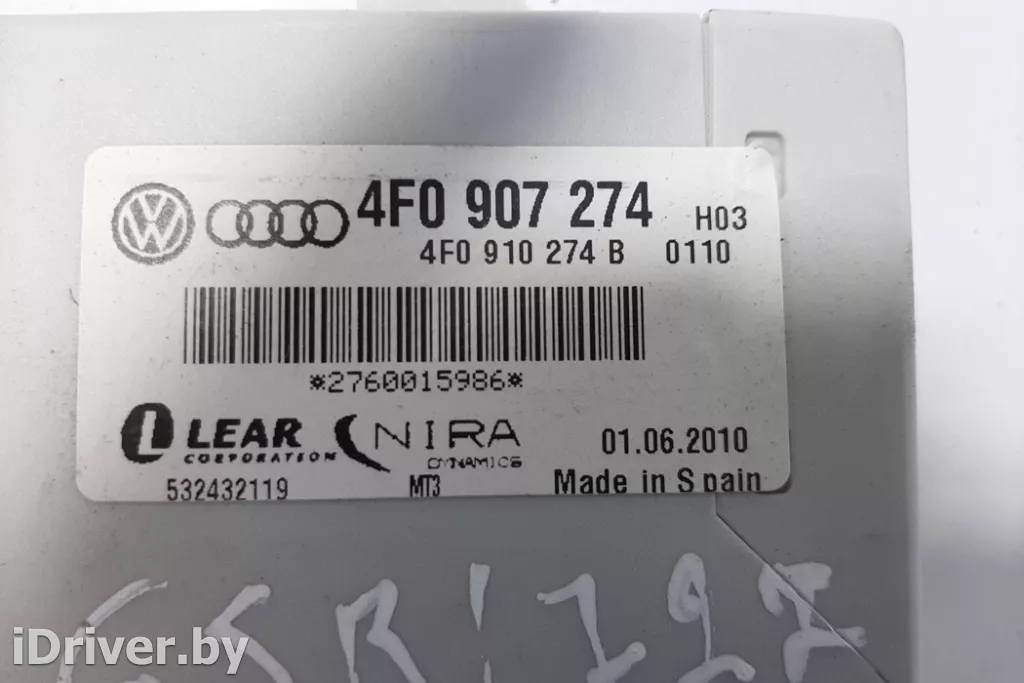 4F0 907 274 H03
4F0 910 274 B 0110
*2760015986*
LEAR
CORPORATION
NIRA
DYNAMICS
01.06.2010
532432119 MT3 Made in Spain
iDriver.by